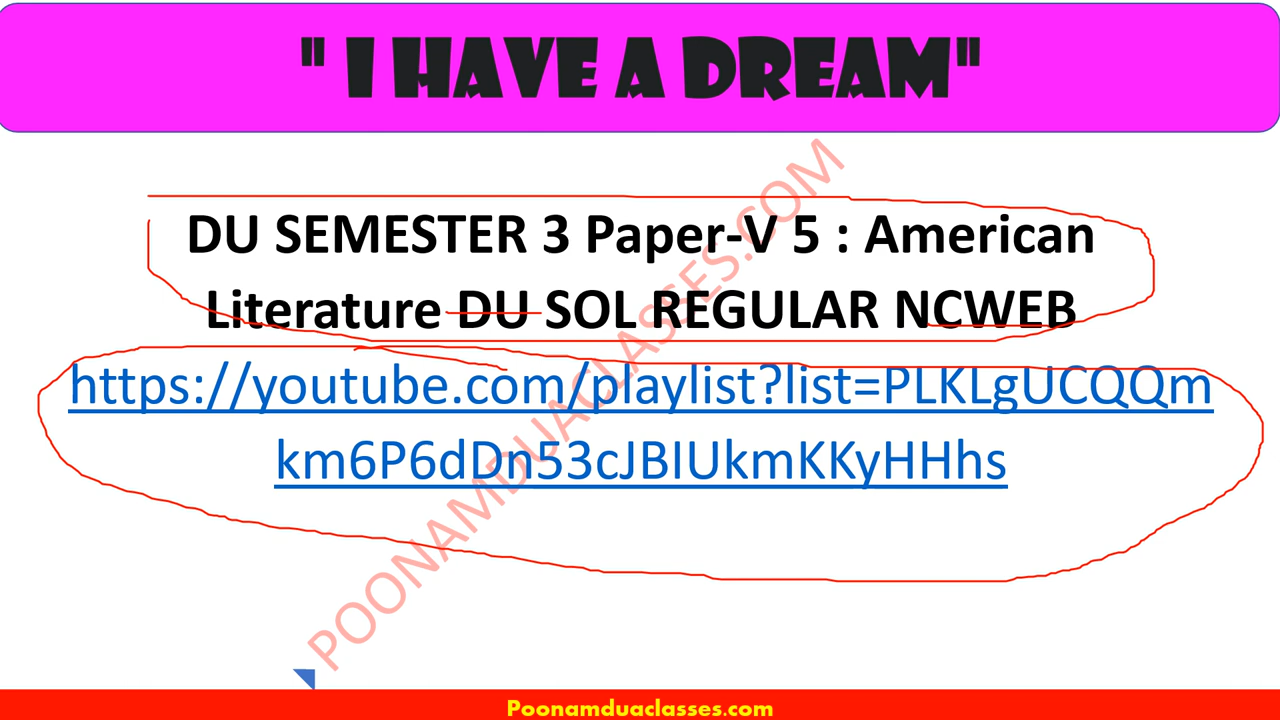 " I HAVE A DREAM"
DU SEMESTER 3 Paper-V 5 : American
Literature DU SOL REGULAR NCWEB
https://youtube.com/playlist?list=PLKLgUCQQm
km6P6dDn53cJBIUkmKKyHHhs
POONAMDUACLASSES.COM
Poonamduaclasses.com